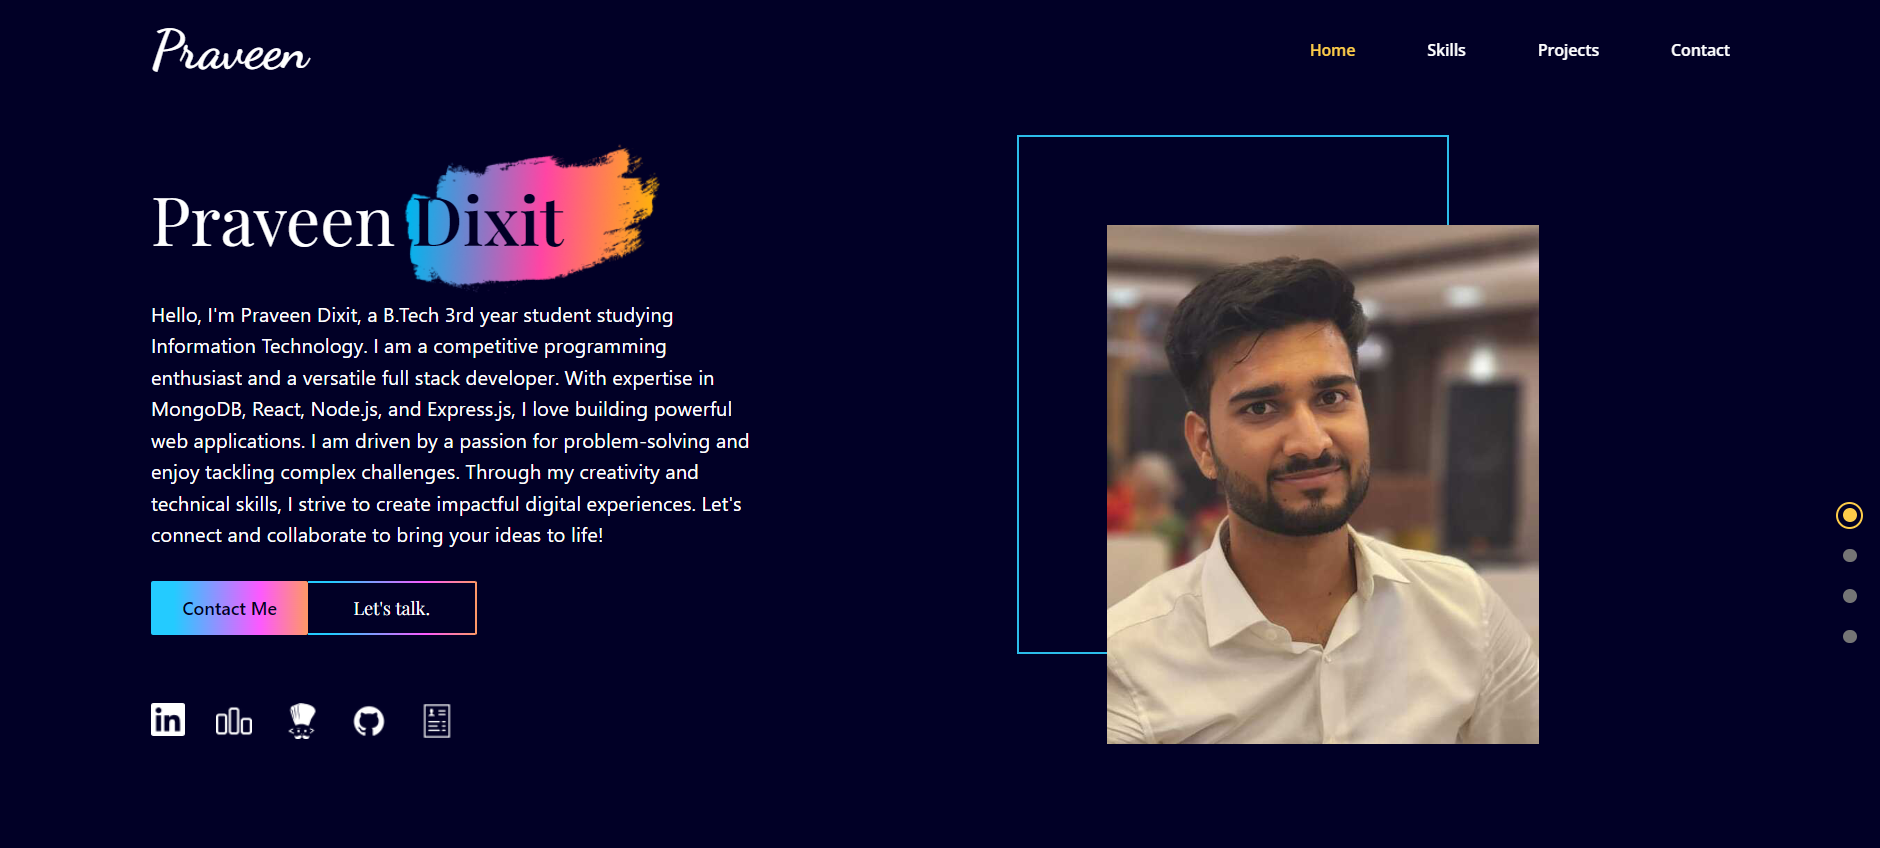 Praveen
Home Skills Projects Contact
Praveen Dixit
Hello, I'm Praveen Dixit, a B.Tech 3rd year student studying
Information Technology. I am a competitive programming
enthusiast and a versatile full stack developer. With expertise in
MongoDB, React, Node.js, and Express.js, I love building powerful
web applications. I am driven by a passion for problem-solving and
enjoy tackling complex challenges. Through my creativity and
technical skills, I strive to create impactful digital experiences. Let's
connect and collaborate to bring your ideas to life!
Contact Me Let's talk.
in